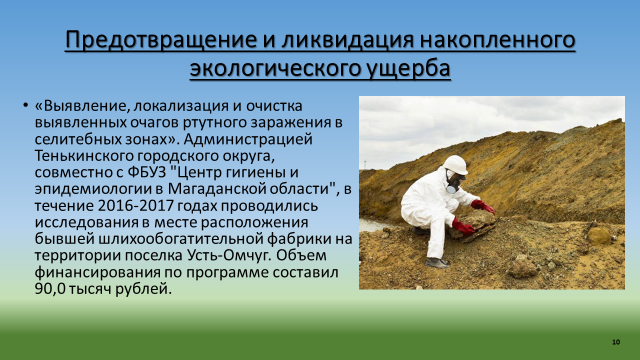 Предотвращение и ликвидация накопленного
экологического ущерба
• «Выявление, локализация и очистка
выявленных очагов ртутного заражения в
селитебных зонах». Администрацией
Тенькинского городского округа,
совместно с ФБУЗ "Центр гигиены и
эпидемиологии в Магаданской области", в
течение 2016-2017 годах проводились
исследования в месте расположения
бывшей шлихообогатительной фабрики на
территории поселка Усть-Омчуг. Объем
финансирования по программе составил
90,0 тысяч рублей.
10